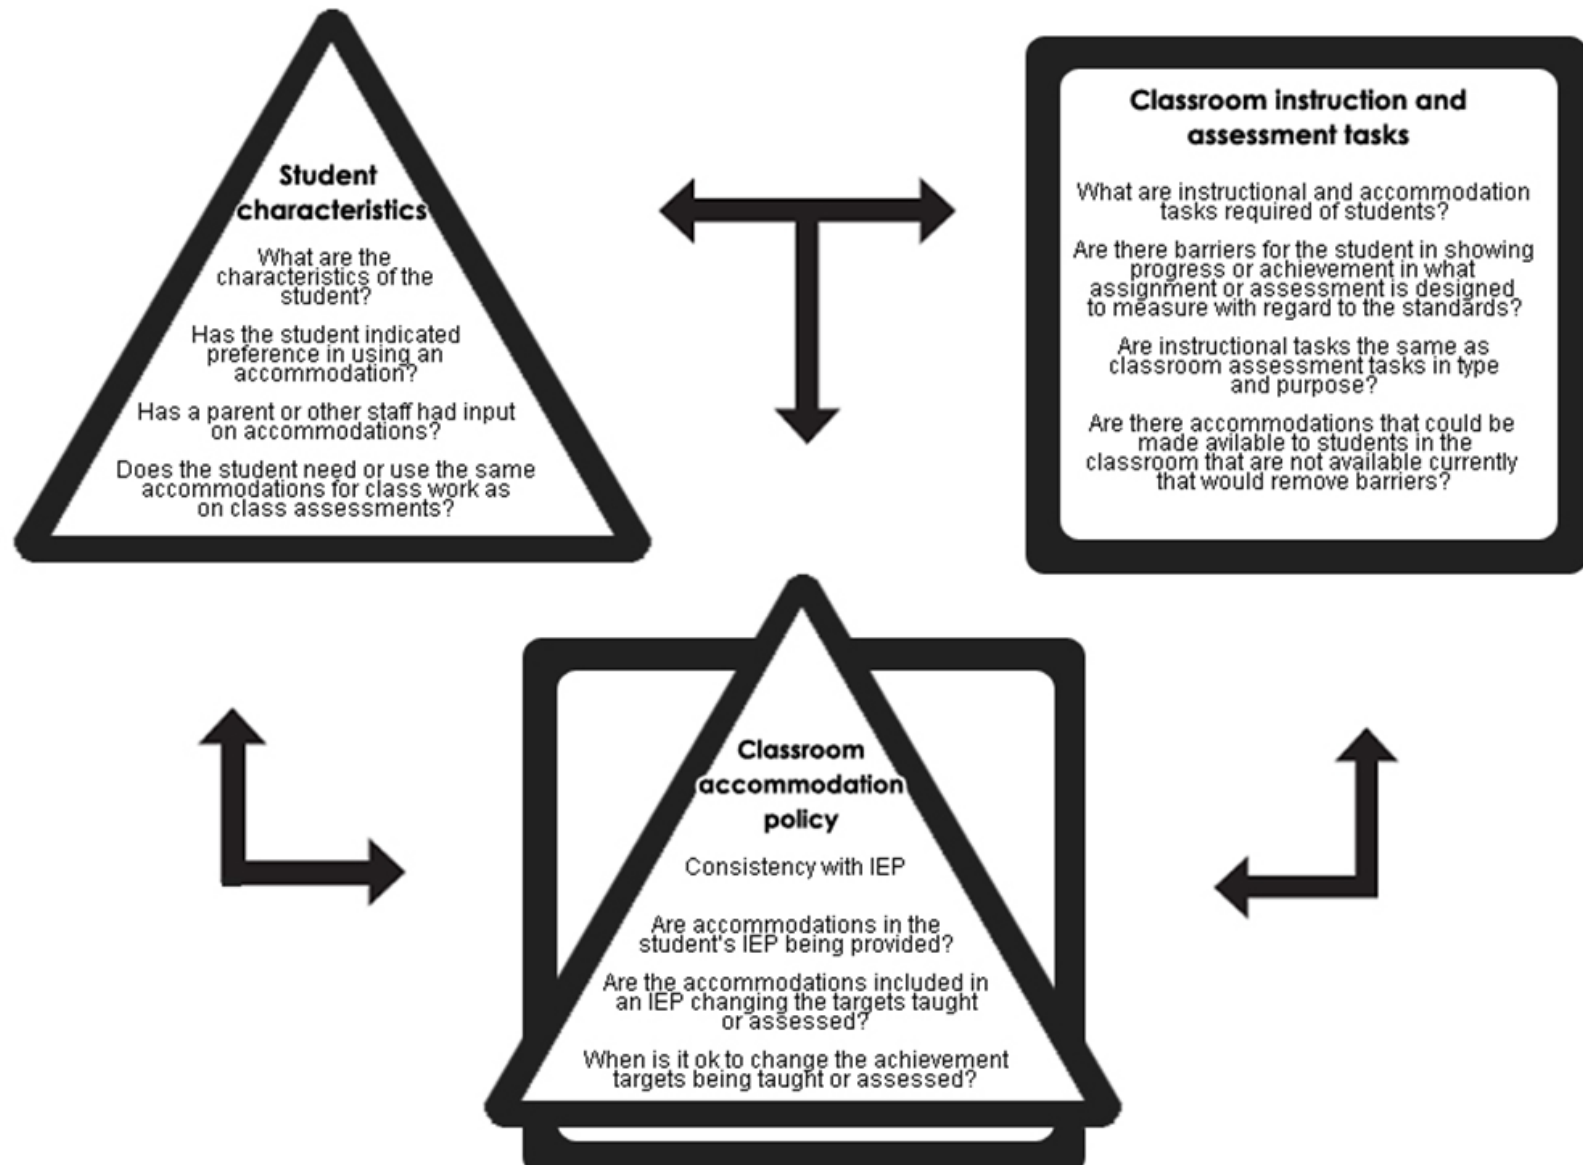 Student
characteristics
What are the
characteristics of the
student?
Has the student indicated
preference in using an
accommodation?
Has a parent or other staff had input
on accommodations?
Does the student need or use the same
accommodations for class work as
on class assessments?
Classroom instruction and
assessment tasks
What are instructional and accommodation
tasks required of students?
Are there barriers for the student in showing
progress or achievement in what
assignment or assessment is designed
to measure with regard to the standards?
Are instructional tasks the same as
classroom assessment tasks in type
and purpose?
Are there accommodations that could be
made avilable to students in the
classroom that are not available currently
that would remove barriers?
Classroom
accommodation
policy
Consistency with IEP
Are accommodations in the
student's IEP being provided?
Are the accommodations included in
an IEP changing the targets taught
or assessed?
When is it ok to change the achievement
targets being taught or assessed?